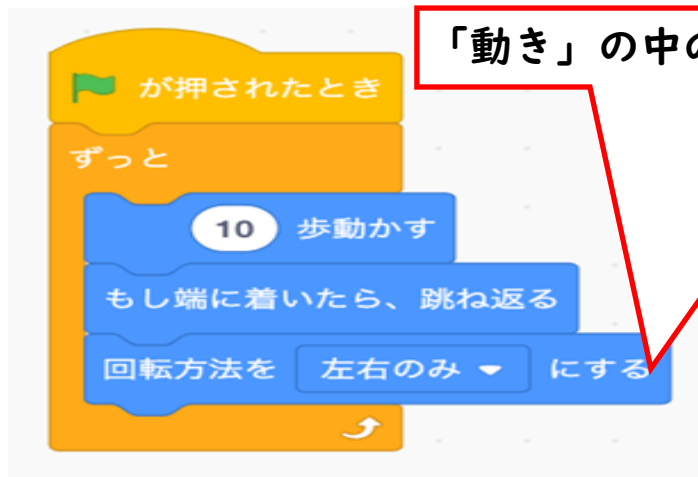 「動き」の中の
が押されたとき
ずっと
10 歩動かす
もし端に着いたら、跳ね返る
回転方法を 左右のみ にする